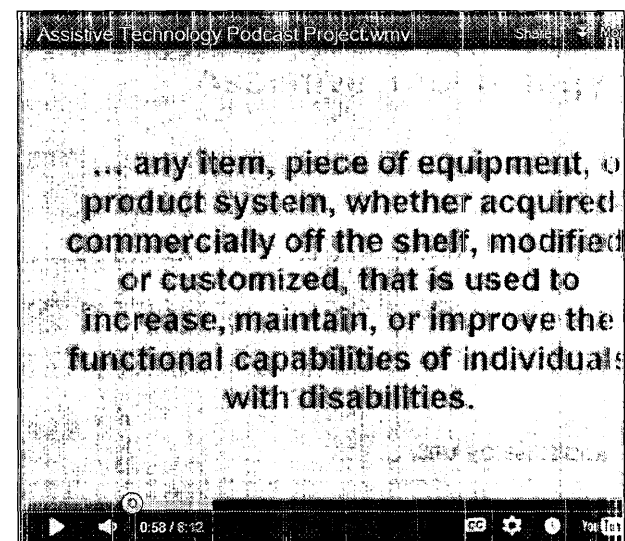 Assistive Technology Podcast Project.wmv Share
... any item, piece of equipment, o
product system, whether acquired
commercially off the shelf, modified
or customized, that is used to
increase, maintain, or improve the
functional capabilities of individuals
with disabilities.
0:58 / 8:12 CC